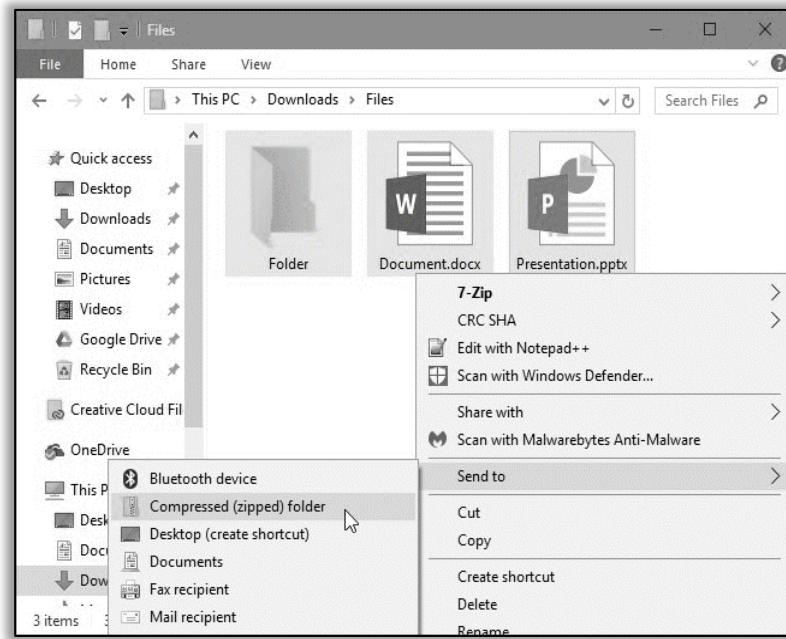 Files
File Home Share View
This PC > Downloads > Files
Search Files
Quick access
Desktop
Downloads
Documents
Pictures
Videos
Google Drive
Recycle Bin
Creative Cloud Fil
OneDrive
This P
Desk
Docu
Dow
3 items
W
P
Folder
Document.docx
Presentation.pptx
7-Zip
CRC SHA
Edit with Notepad++
Scan with Windows Defender...
Share with
Scan with Malwarebytes Anti-Malware
Send to
Cut
Copy
Create shortcut
Delete
Rename
Bluetooth device
Compressed (zipped) folder
Desktop (create shortcut)
Documents
Fax recipient
Mail recipient